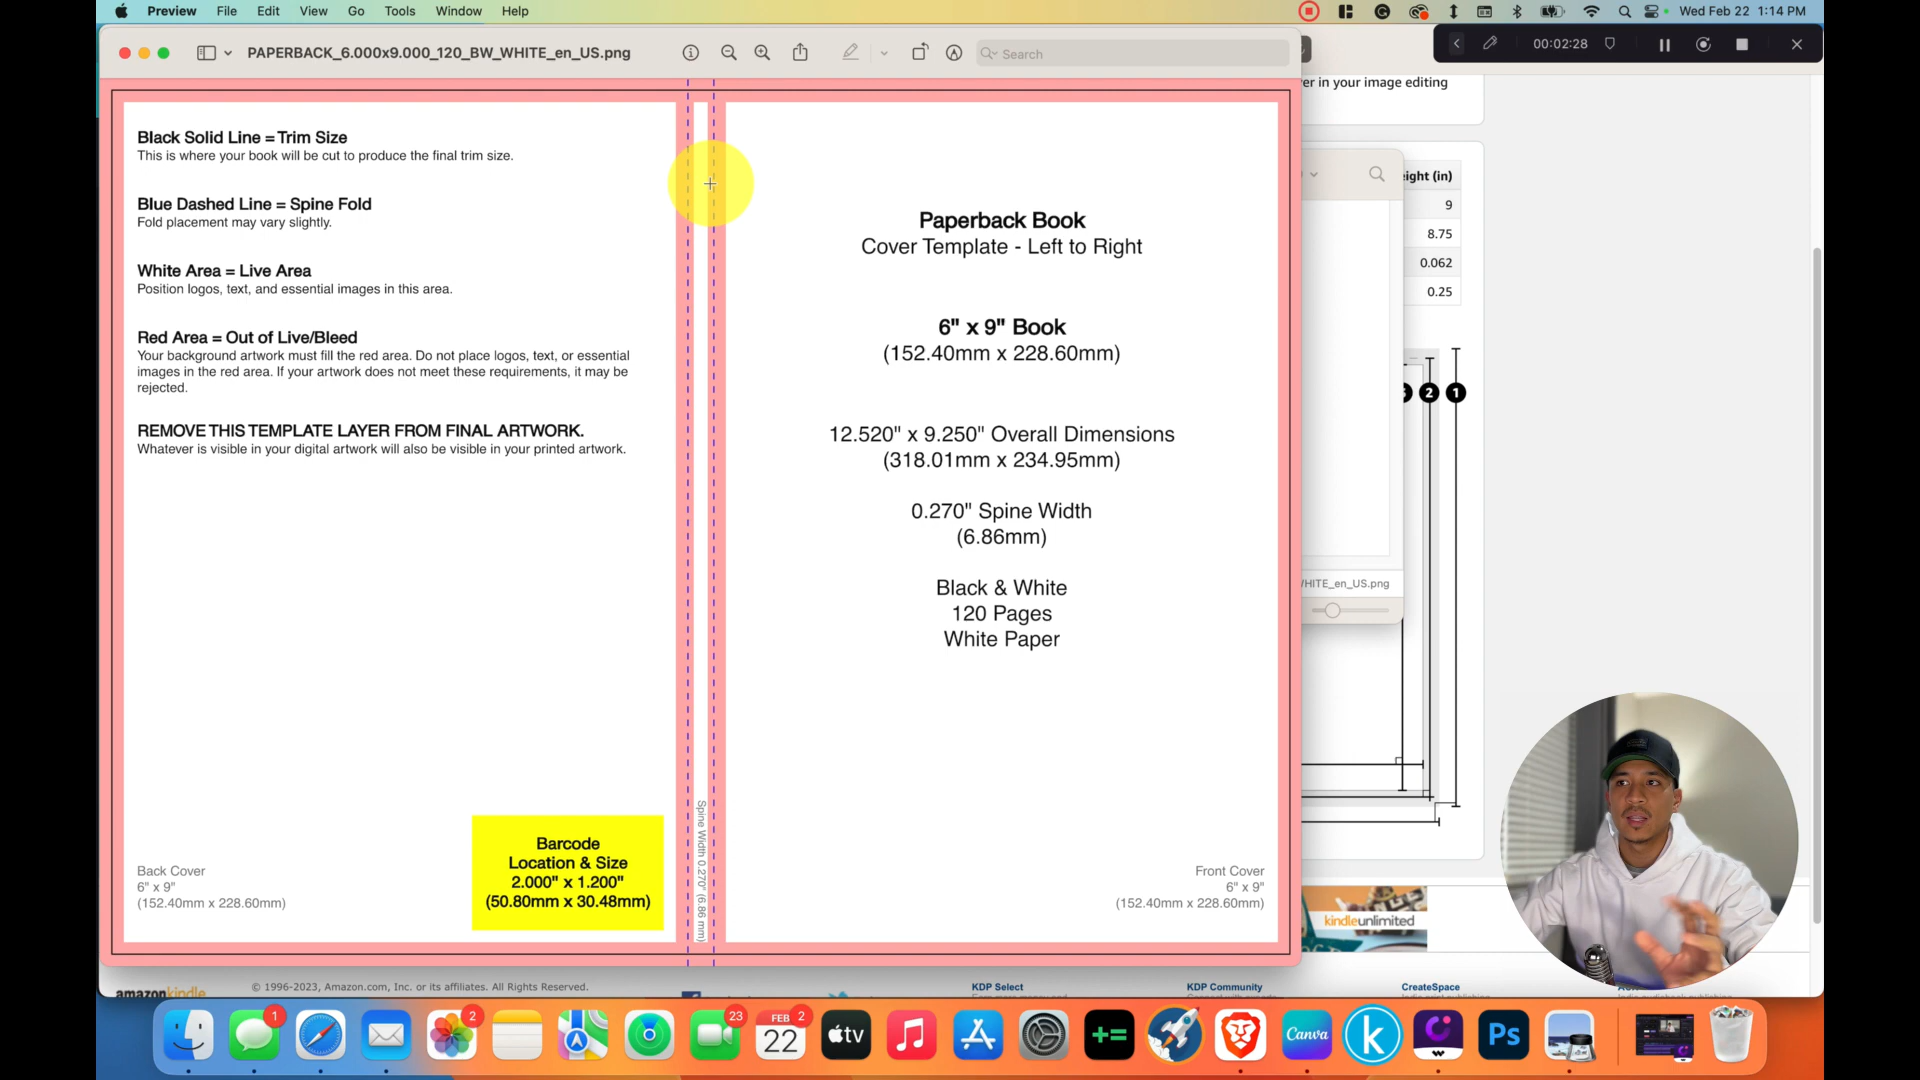 Preview File Edit View Go Tools Window Help
Wed Feb 22 1:14 PM
PAPERBACK_6.000x9.000_120_BW_WHITE_en_US.png
Search
00:02:28
er in your image editing
Black Solid Line = Trim Size
This is where your book will be cut to produce the final trim size.
Blue Dashed Line = Spine Fold
Fold placement may vary slightly.
White Area = Live Area
Position logos, text, and essential images in this area.
Red Area = Out of Live/Bleed
Your background artwork must fill the red area. Do not place logos, text, or essential
images in the red area. If your artwork does not meet these requirements, it may be
rejected.
REMOVE THIS TEMPLATE LAYER FROM FINAL ARTWORK.
Whatever is visible in your digital artwork will also be visible in your printed artwork.
Back Cover
6" x 9"
(152.40mm x 228.60mm)
Barcode
Location & Size
2.000" x 1.200"
(50.80mm x 30.48mm)
Spine Width 0.270" (6.86 mm)
Paperback Book
Cover Template - Left to Right
6" x 9" Book
(152.40mm x 228.60mm)
12.520" x 9.250" Overall Dimensions
(318.01mm x 234.95mm)
0.270" Spine Width
(6.86mm)
Black & White
120 Pages
White Paper
Front Cover
6" x 9"
(152.40mm x 228.60mm)
eight (in)
9
8.75
0.062
0.25
2 1
HITE_en_US.png
kindleunlimited
amazonkindle
© 1996-2023, Amazon.com, Inc. or its affiliates. All Rights Reserved.
KDP Select
KDP Community
CreateSpace
1
2
23
FEB 2
22
tv
Canva
k
Ps